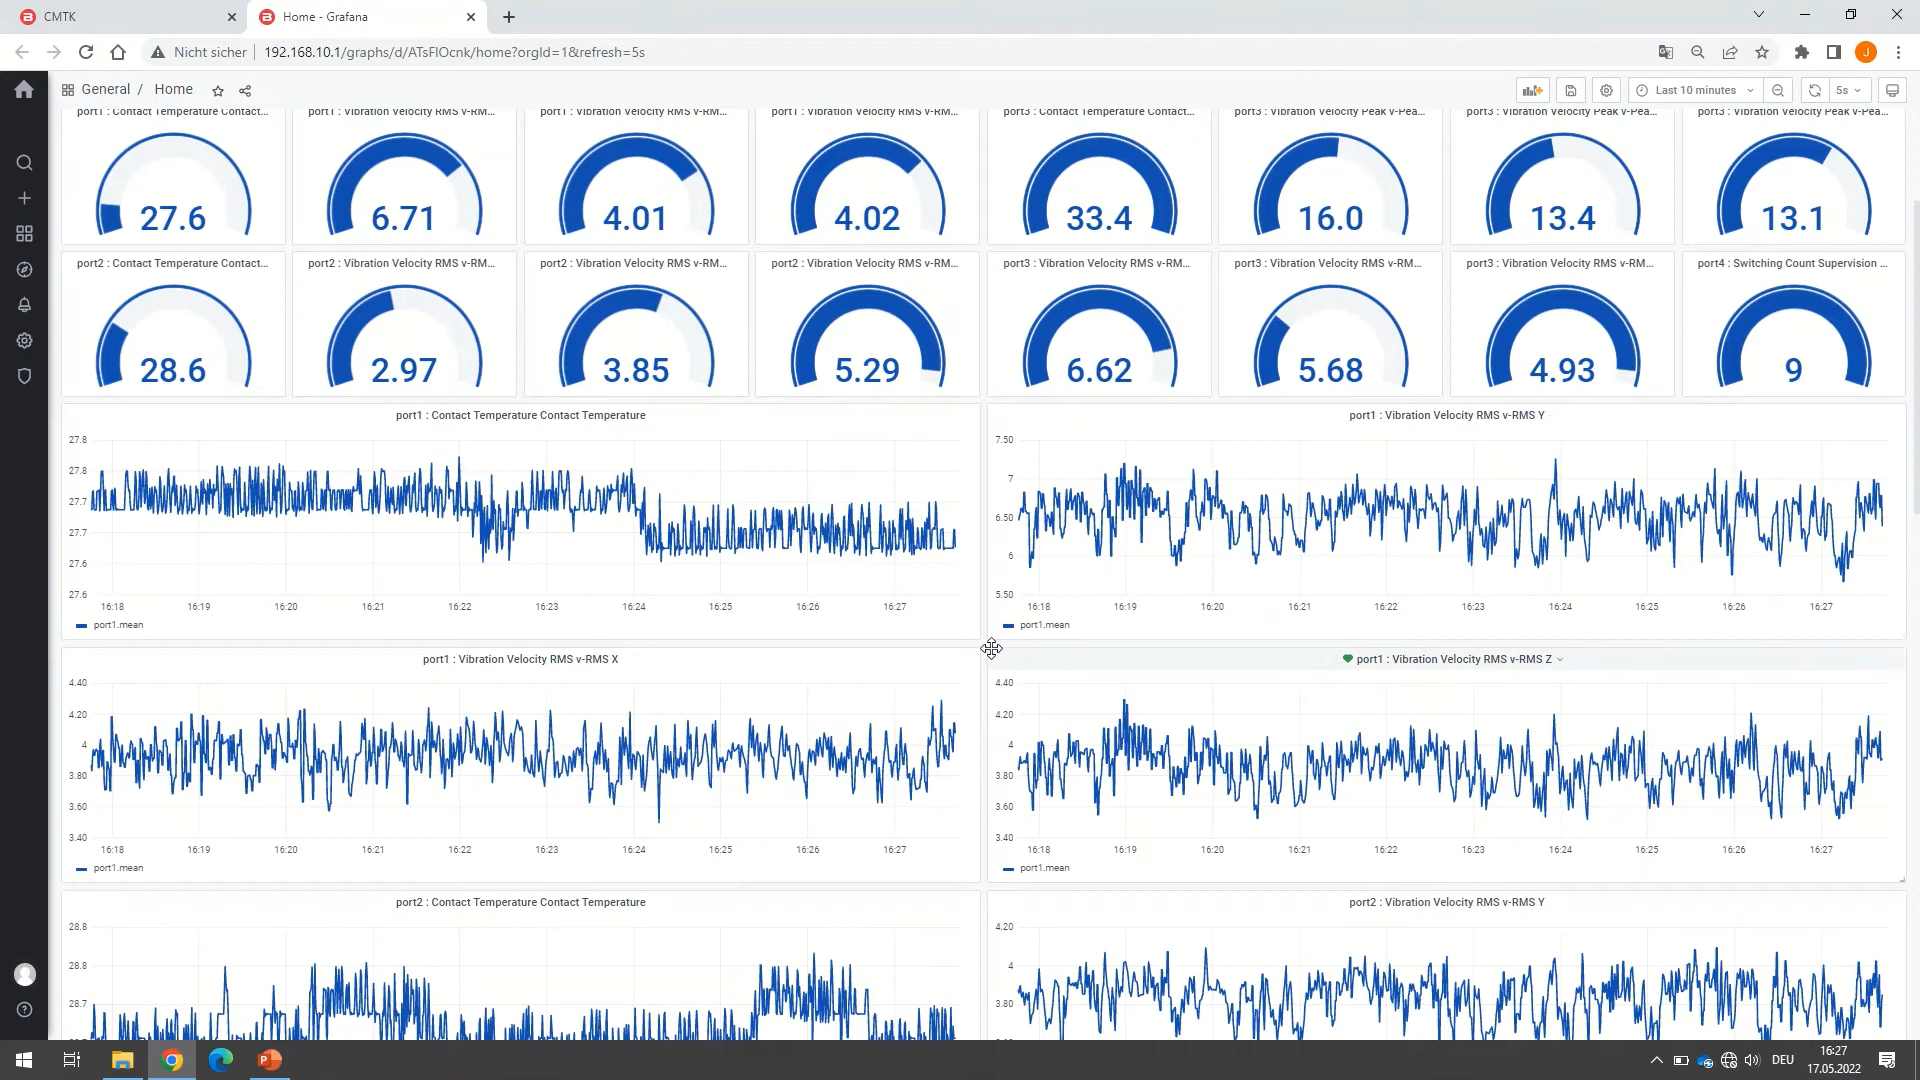 CMTK
Home - Grafana
Nicht sicher
192.168.10.1/graphs/d/ATsFlOcnk/home?orgId=1&refresh=5s
J
General / Home
Last 10 minutes
5s
port1 : Contact Temperature Contact...
port1 : Vibration Velocity RMS v-RM...
port1 : Vibration Velocity RMS v-RM...
port1 : Vibration Velocity RMS v-RM...
port3 : Contact Temperature Contact...
port3 : Vibration Velocity Peak v-Pea...
port3 : Vibration Velocity Peak v-Pea...
port3 : Vibration Velocity Peak v-Pea...
27.6
6.71
4.01
4.02
33.4
16.0
13.4
13.1
port2 : Contact Temperature Contact...
port2 : Vibration Velocity RMS v-RM...
port2 : Vibration Velocity RMS v-RM...
port2 : Vibration Velocity RMS v-RM...
port3 : Vibration Velocity RMS v-RM...
port3 : Vibration Velocity RMS v-RM...
port3 : Vibration Velocity RMS v-RM...
port4 : Switching Count Supervision ...
28.6
2.97
3.85
5.29
6.62
5.68
4.93
9
port1 : Contact Temperature Contact Temperature
27.8
27.8
27.7
27.7
27.6
27.6
16:18 16:19 16:20 16:21 16:22 16:23 16:24 16:25 16:26 16:27
port1.mean
port1 : Vibration Velocity RMS v-RMS Y
7.50
7
6.50
6
5.50
16:18 16:19 16:20 16:21 16:22 16:23 16:24 16:25 16:26 16:27
port1.mean
port1 : Vibration Velocity RMS v-RMS X
4.40
4.20
4
3.80
3.60
3.40
16:18 16:19 16:20 16:21 16:22 16:23 16:24 16:25 16:26 16:27
port1.mean
port1 : Vibration Velocity RMS v-RMS Z
4.40
4.20
4
3.80
3.60
3.40
16:18 16:19 16:20 16:21 16:22 16:23 16:24 16:25 16:26 16:27
port1.mean
port2 : Contact Temperature Contact Temperature
28.8
28.8
28.7
port2 : Vibration Velocity RMS v-RMS Y
4.20
4
3.80
DEU
16:27
17.05.2022